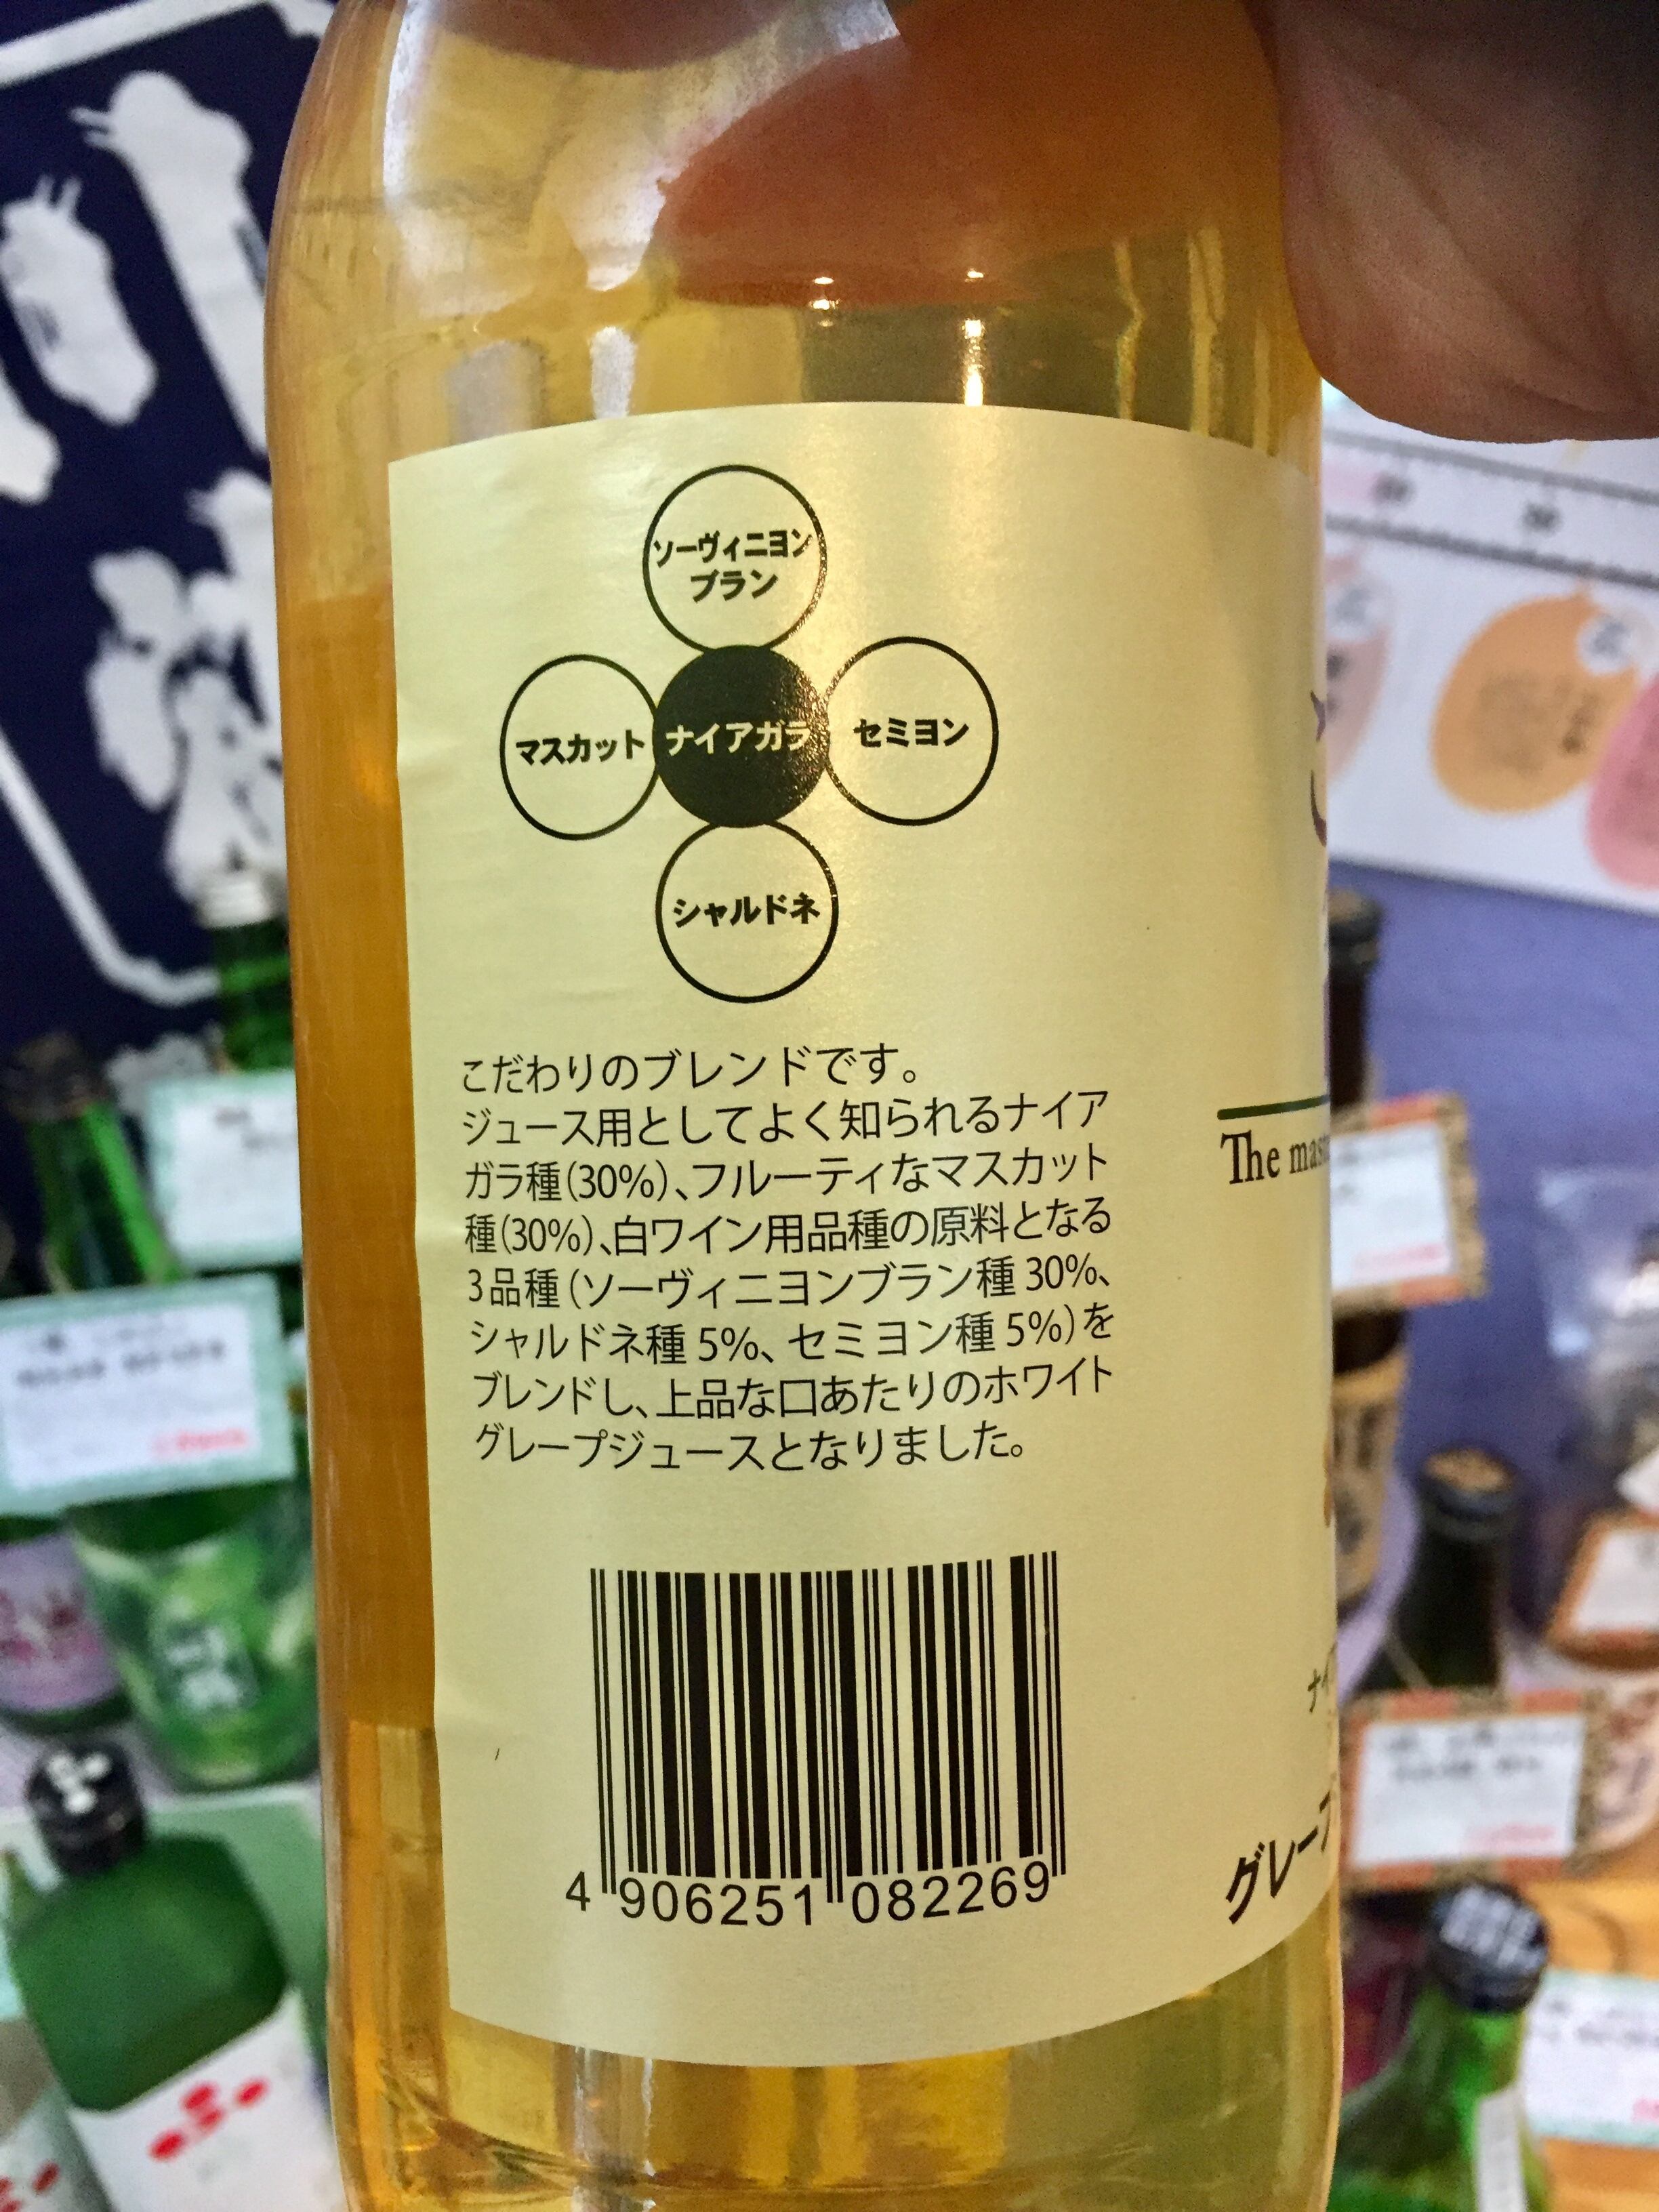 ソーヴィニヨン
ブラン
マスカット
ナイアガラ
セミヨン
シャルドネ
こだわりのブレンドです。
ジュース用としてよく知られるナイア
ガラ種(30%)、フルーティなマスカット
種(30%)、白ワイン用品種の原料となる
3品種(ソーヴィニヨンブラン種 30%、
シャルドネ種 5%、セミヨン種 5%)を
ブレンドし、上品な口あたりのホワイト
グレープジュースとなりました。
4 906251 082269
The
グレー